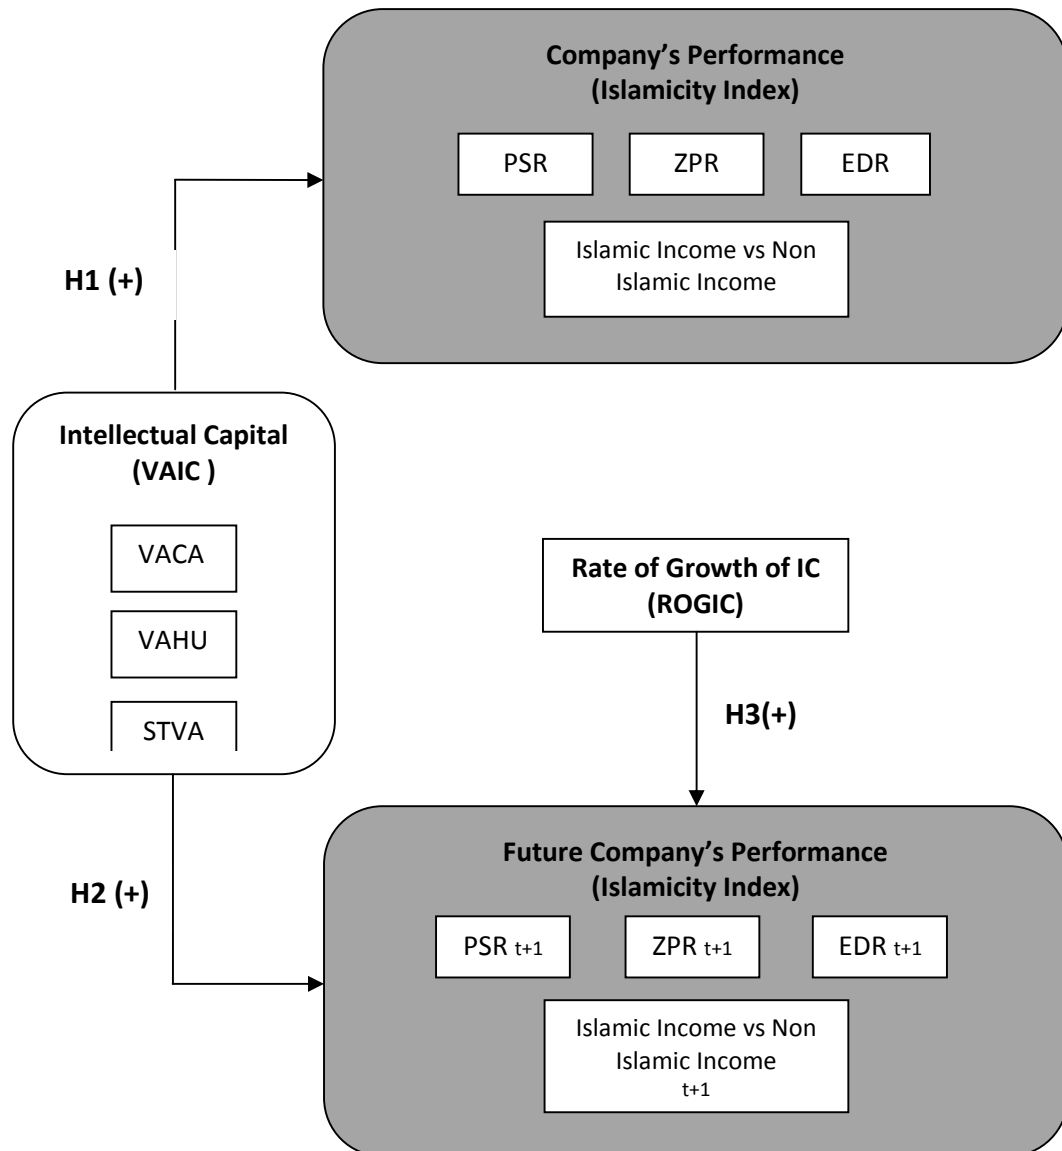 Company’s Performance
(Islamicity Index)
PSR
ZPR
EDR
Islamic Income vs Non
Islamic Income
H1 (+)
Intellectual Capital
(VAIC )
VACA
VAHU
STVA
Rate of Growth of IC
(ROGIC)
H3(+)
H2 (+)
Future Company’s Performance
(Islamicity Index)
PSR t+1
ZPR t+1
EDR t+1
Islamic Income vs Non
Islamic Income
t+1